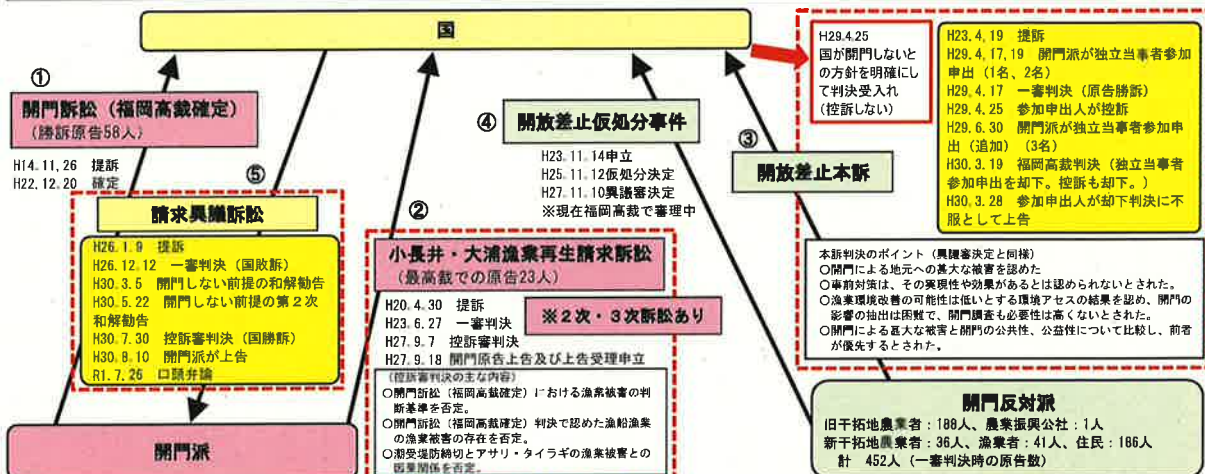 国
①
開門訴訟（福岡高裁確定）
（勝訴原告58人）
H14.11.26 提訴
H22.12.20 確定
⑤
請求異議訴訟
H26.1.9 提訴
H26.12.12 一審判決（国敗訴）
H30.3.5 開門しない前提の和解勧告
H30.5.22 開門しない前提の第２次
和解勧告
H30.7.30 控訴審判決（国勝訴）
H30.8.10 開門派が上告
R1.7.26 口頭弁論
開門派
②
小長井・大浦漁業再生請求訴訟
（最高裁での原告23人）
H20.4.30 提訴
H23.6.27 一審判決
H27.9.7 控訴審判決
H27.9.18 開門原告上告及び上告受理申立
※２次・３次訴訟あり
（控訴審判決の主な内容）
○開門訴訟（福岡高裁確定）における漁業被害の判
断基準を否定。
○開門訴訟（福岡高裁確定）判決で認めた漁船漁業
の漁業被害の存在を否定。
○潮受堤防締切とアサリ・タイラギの漁業被害との
因果関係を否定。
④
開放差止仮処分事件
H23.11.14申立
H25.11.12仮処分決定
H27.11.10異議審決定
※現在福岡高裁で審理中
③
開放差止本訴
H29.4.25
国が開門しないと
の方針を明確にし
て判決受入れ
（控訴しない）
H23.4.19 提訴
H29.4.17,19 開門派が独立当事者参加
申出（1名、2名）
H29.4.17 一審判決（原告勝訴）
H29.4.25 参加申出人が控訴
H29.6.30 開門派が独立当事者参加申
出（追加）（3名）
H30.3.19 福岡高裁判決（独立当事者
参加申出を却下。控訴も却下。）
H30.3.28 参加申出人が却下判決に不
服として上告
本訴判決のポイント（異議審決定と同様）
○開門による地元への甚大な被害を認めた
○事前対策は、その実現性や効果があるとは認められないとされた。
○漁業環境改善の可能性は低いとする環境アセスの結果を認め、開門の
影響の抽出は困難で、開門調査も必要性は高くないとされた。
○開門による甚大な被害と開門の公共性、公益性について比較し、前者
が優先するとされた。
開門反対派
旧干拓地農業者：188人、農業振興公社：1人
新干拓地農業者：36人、漁業者：41人、住民：186人
計 452人（一審判決時の原告数）